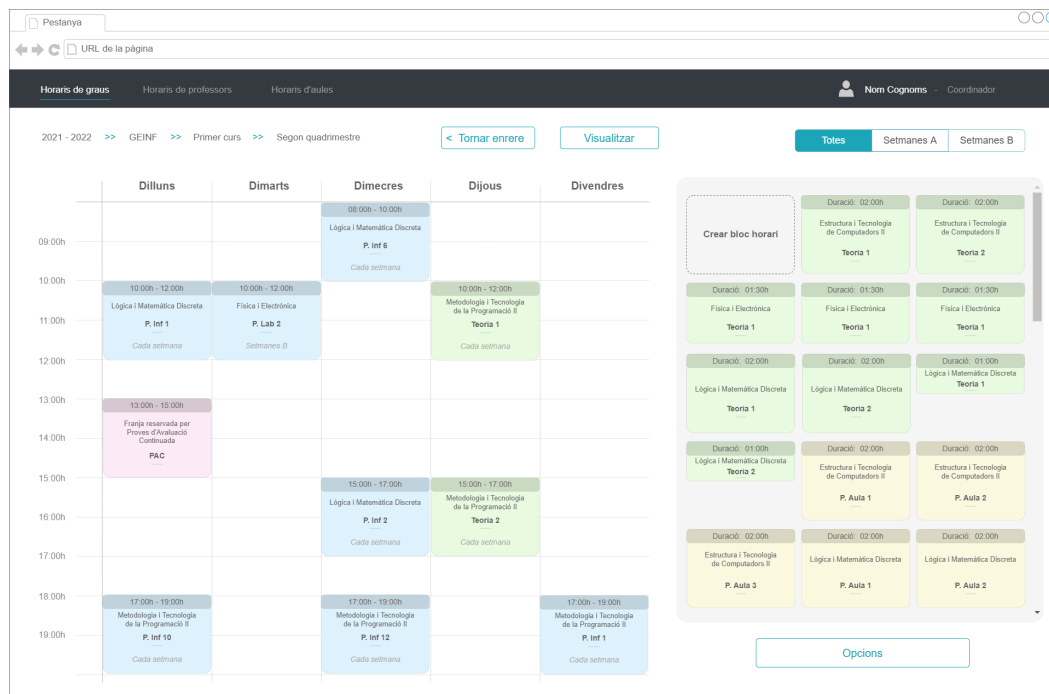 Pestanya
URL de la pàgina
Horaris de graus Horaris de professors Horaris d'aules Nom Cognoms - Coordinador
2021 - 2022 >> GEINF >> Primer curs >> Segon quadrimestre < Tornar enrere Visualitzar Totes Setmanes A Setmanes B
Dilluns Dimarts Dimecres Dijous Divendres
08:00h - 10:00h
Lògica i Matemàtica Discreta
P. Inf 6
Cada setmana
09:00h
10:00h
10:00h - 12:00h
Lógica i Matemàtica Discreta
P. Inf 1
Cada setmana
10:00h - 12:00h
Física i Electrònica
P. Lab 2
Setmanes B
10:00h - 12:00h
Metodologia i Tecnologia
de la Programació II
Teoria 1
Cada setmana
11:00h
12:00h
13:00h
13:00h - 15:00h
Franja reservada per
Proves d'Avaluació
Continuada
PAC
14:00h
15:00h
15:00h - 17:00h
Lògica i Matemàtica Discreta
P. Inf 2
Cada setmana
15:00h - 17:00h
Metodologia i Tecnologia
de la Programació II
Teoria 2
Cada setmana
16:00h
17:00h
18:00h
17:00h - 19:00h
Metodologia i Tecnologia
de la Programació II
P. Inf 10
Cada setmana
17:00h - 19:00h
Metodologia i Tecnologia
de la Programació II
P. Inf 12
Cada setmana
17:00h - 19:00h
Metodologia i Tecnologia
de la Programació II
P. Inf 1
Cada setmana
19:00h
Crear bloc horari
Duració: 02:00h
Estructura i Tecnologia
de Computadors II
Teoria 1
Duració: 02:00h
Estructura i Tecnologia
de Computadors II
Teoria 2
Duració: 01:30h
Física i Electrònica
Teoria 1
Duració: 01:30h
Física i Electrònica
Teoria 1
Duració: 01:30h
Física i Electrònica
Teoria 1
Duració: 02:00h
Lògica i Matemàtica Discreta
Teoria 1
Duració: 02:00h
Lògica i Matemàtica Discreta
Teoria 2
Duració: 01:00h
Lògica i Matemàtica Discreta
Teoria 1
Duració: 01:00h
Lògica i Matemàtica Discreta
Teoria 2
Duració: 02:00h
Estructura i Tecnologia
de Computadors II
P. Aula 1
Duració: 02:00h
Estructura i Tecnologia
de Computadors II
P. Aula 2
Duració: 02:00h
Estructura i Tecnologia
de Computadors II
P. Aula 3
Duració: 02:00h
Lògica i Matemàtica Discreta
P. Aula 1
Duració: 02:00h
Lògica i Matemàtica Discreta
P. Aula 2
Opcions